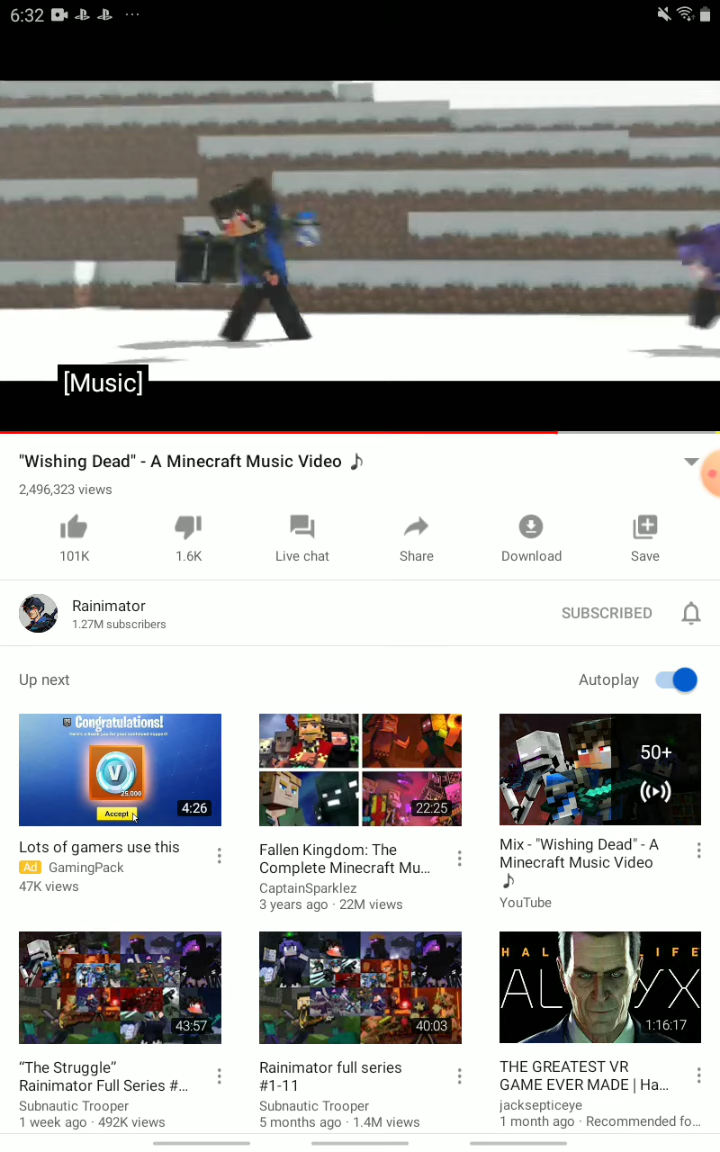 6:32
[Music]
"Wishing Dead" - A Minecraft Music Video ♪
2,496,323 views
101K
1.6K
Live chat
Share
Download
Save
Rainimator
1.27M subscribers
SUBSCRIBED
Up next
Autoplay
Congratulations!
V
25,000
Accept
4:26
Lots of gamers use this
Ad GamingPack
47K views
22:25
Fallen Kingdom: The
Complete Minecraft Mu...
CaptainSparklez
3 years ago · 22M views
50+
Mix - "Wishing Dead" - A
Minecraft Music Video
♪
YouTube
43:57
“The Struggle”
Rainimator Full Series #...
Subnautic Trooper
1 week ago · 492K views
40:03
Rainimator full series
#1-11
Subnautic Trooper
5 months ago · 1.4M views
HAL IFE
ALYX
1:16:17
THE GREATEST VR
GAME EVER MADE | Ha...
jacksepticeye
1 month ago · Recommended fo...